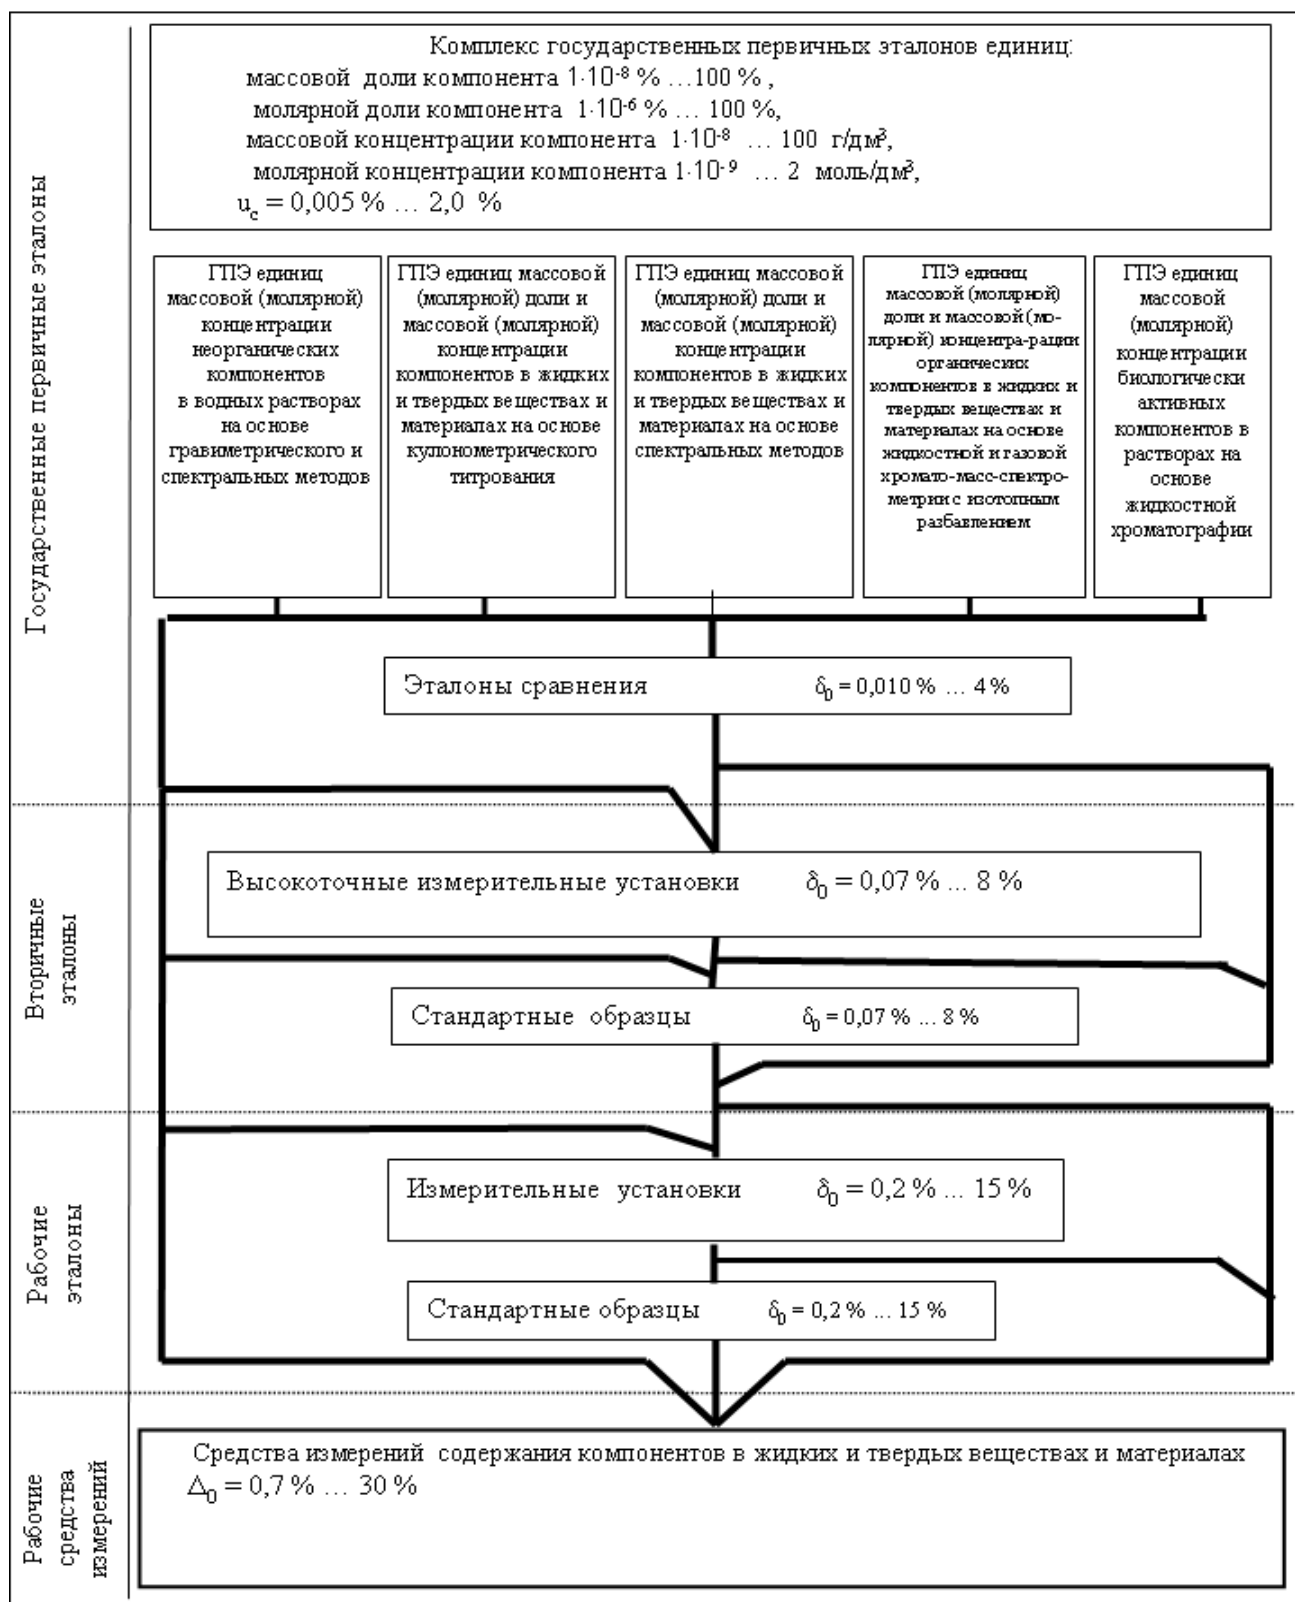 Комплекс государственных первичных эталонов единиц:
массовой доли компонента 1·10⁻⁸ % …100 % ,
молярной доли компонента 1·10⁻⁶ % … 100 %,
массовой концентрации компонента 1·10⁻⁸ … 100 г/дм³,
молярной концентрации компонента 1·10⁻⁹ … 2 моль/дм³,
u_c = 0,005 % … 2,0 %
Государственные первичные эталоны
ГПЭ единиц
массовой (молярной)
концентрации
неорганических
компонентов
в водных растворах
на основе
гравиметрического и
спектральных методов
ГПЭ единиц массовой
(молярной) доли и
массовой (молярной)
концентрации
компонентов в жидких
и твердых веществах и
материалах на основе
кулонометрического
титрования
ГПЭ единиц массовой
(молярной) доли и
массовой (молярной)
концентрации
компонентов в жидких
и твердых веществах и
материалах на основе
спектральных методов
ГПЭ единиц
массовой (молярной)
доли и массовой (мо-
лярной) концентра-рации
органических
компонентов в жидких и
твердых веществах и
материалах на основе
жидкостной и газовой
хромато-масс-спектро-
метрии с изотопным
разбавлением
ГПЭ единиц
массовой
(молярной)
концентрации
биологически
активных
компонентов в
растворах на
основе
жидкостной
хроматографии
Эталоны сравнения δ₀ = 0,010 % … 4 %
Вторичные
эталоны
Высокоточные измерительные установки δ₀ = 0,07 % … 8 %
Стандартные образцы δ₀ = 0,07 % … 8 %
Рабочие
эталоны
Измерительные установки δ₀ = 0,2 % … 15 %
Стандартные образцы δ₀ = 0,2 % … 15 %
Рабочие
средства
измерений
Средства измерений содержания компонентов в жидких и твердых веществах и материалах
Δ₀ = 0,7 % … 30 %